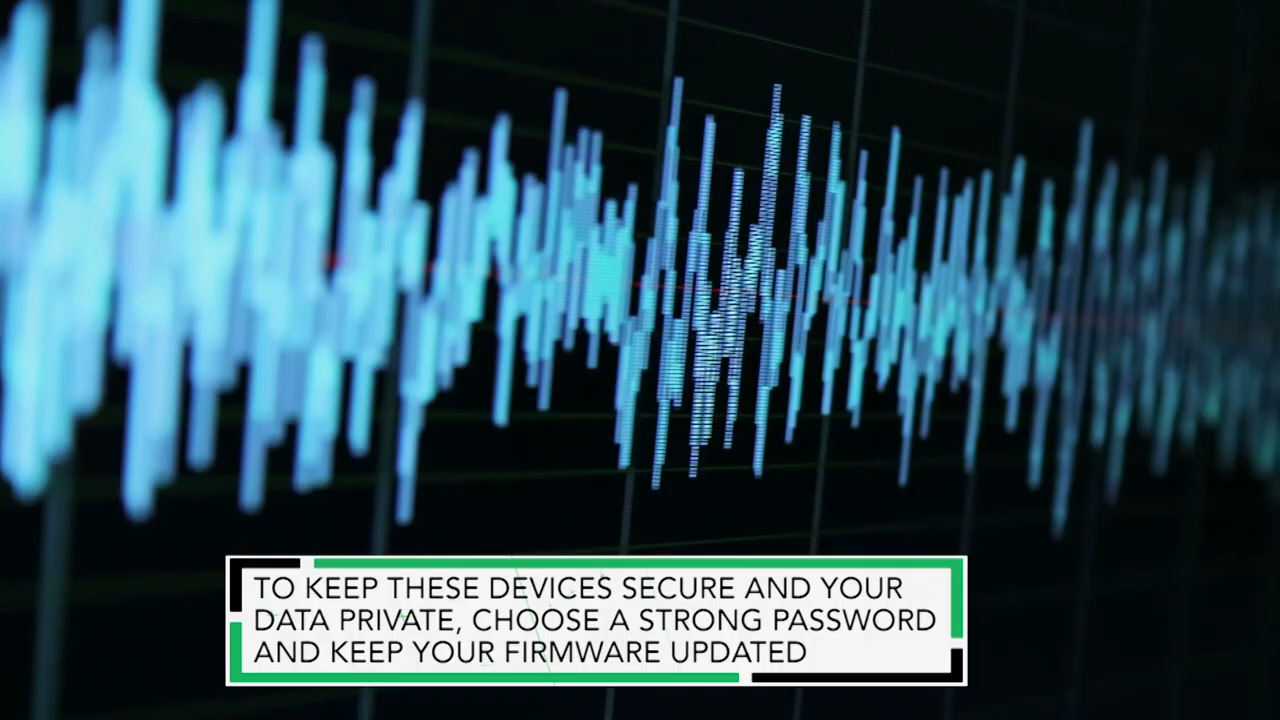 TO KEEP THESE DEVICES SECURE AND YOUR
DATA PRIVATE, CHOOSE A STRONG PASSWORD
AND KEEP YOUR FIRMWARE UPDATED